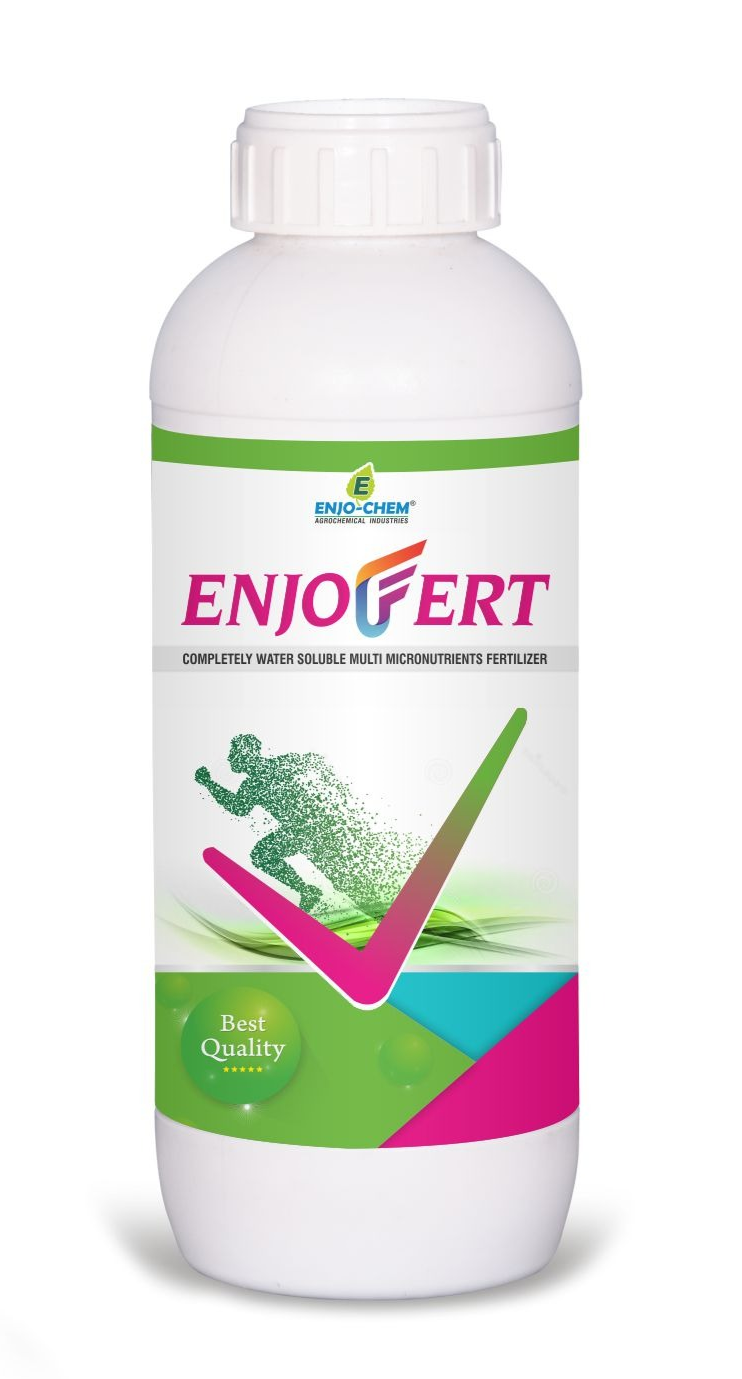 E
ENJO-CHEM®
AGROCHEMICAL INDUSTRIES
ENJOFERT
COMPLETELY WATER SOLUBLE MULTI MICRONUTRIENTS FERTILIZER
Best
Quality